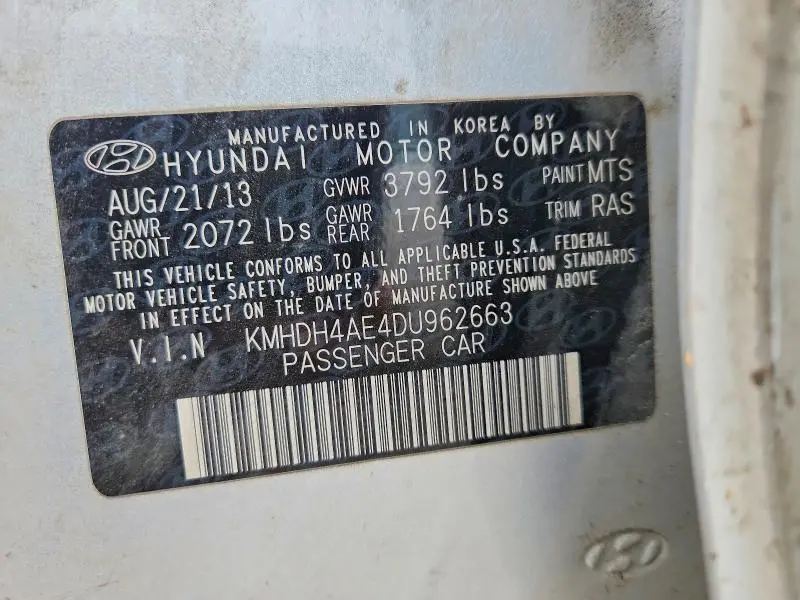 MANUFACTURED IN KOREA BY
HYUNDAI MOTOR COMPANY
AUG/21/13 GVWR 3792 lbs PAINT MTS
GAWR FRONT 2072 lbs GAWR REAR 1764 lbs TRIM RAS
THIS VEHICLE CONFORMS TO ALL APPLICABLE U.S.A. FEDERAL
MOTOR VEHICLE SAFETY, BUMPER, AND THEFT PREVENTION STANDARDS
IN EFFECT ON THE DATE OF MANUFACTURE SHOWN ABOVE
V.I.N KMHDH4AE4DU962663
PASSENGER CAR